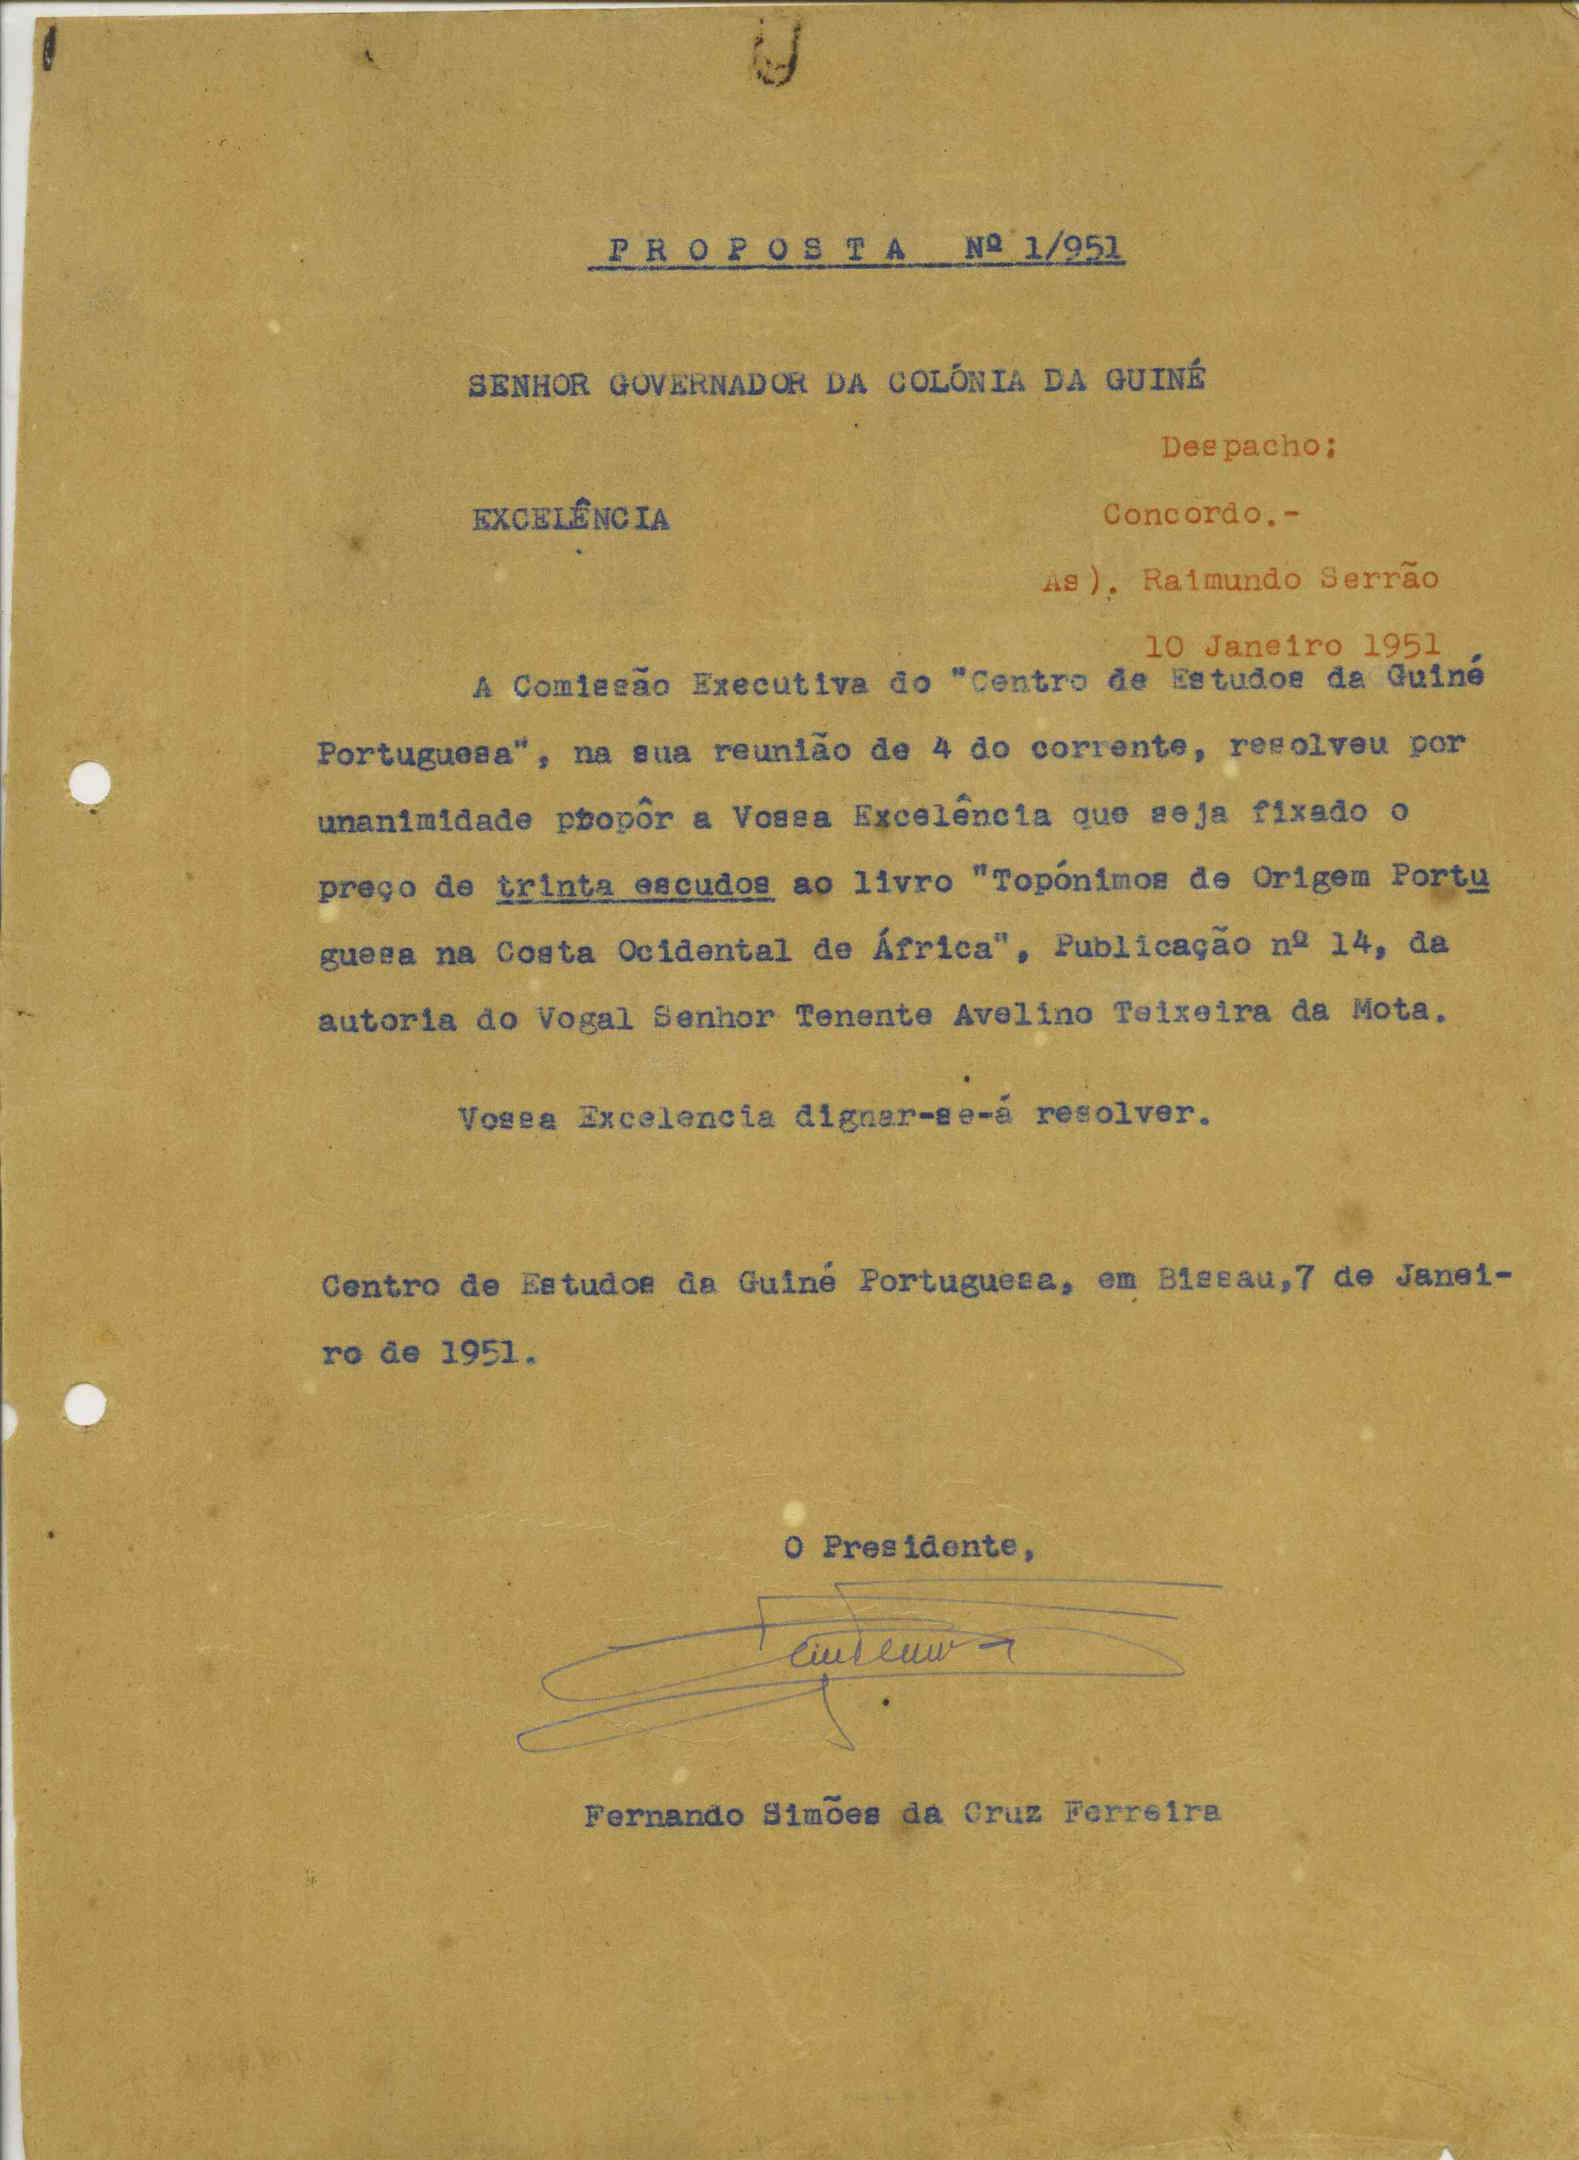 PROPOSTA Nº 1/951
SENHOR GOVERNADOR DA COLÓNIA DA GUINÉ
Despacho;
EXCELÊNCIA
Concordo.-
As). Raimundo Serrão
10 Janeiro 1951
A Comissão Executiva do "Centro de Estudos da Guiné
Portuguesa", na sua reunião de 4 do corrente, resolveu por
unanimidade propôr a Vossa Excelência que seja fixado o
preço de trinta escudos ao livro "Topónimos de Origem Portu
guesa na Costa Ocidental de África", Publicação nº 14, da
autoria do Vogal Senhor Tenente Avelino Teixeira da Mota.
Vossa Excelencia dignar-se-á resolver.
Centro de Estudos da Guiné Portuguesa, em Bissau,7 de Janei-
ro de 1951.
O Presidente,
Fernando Simões da Cruz Ferreira